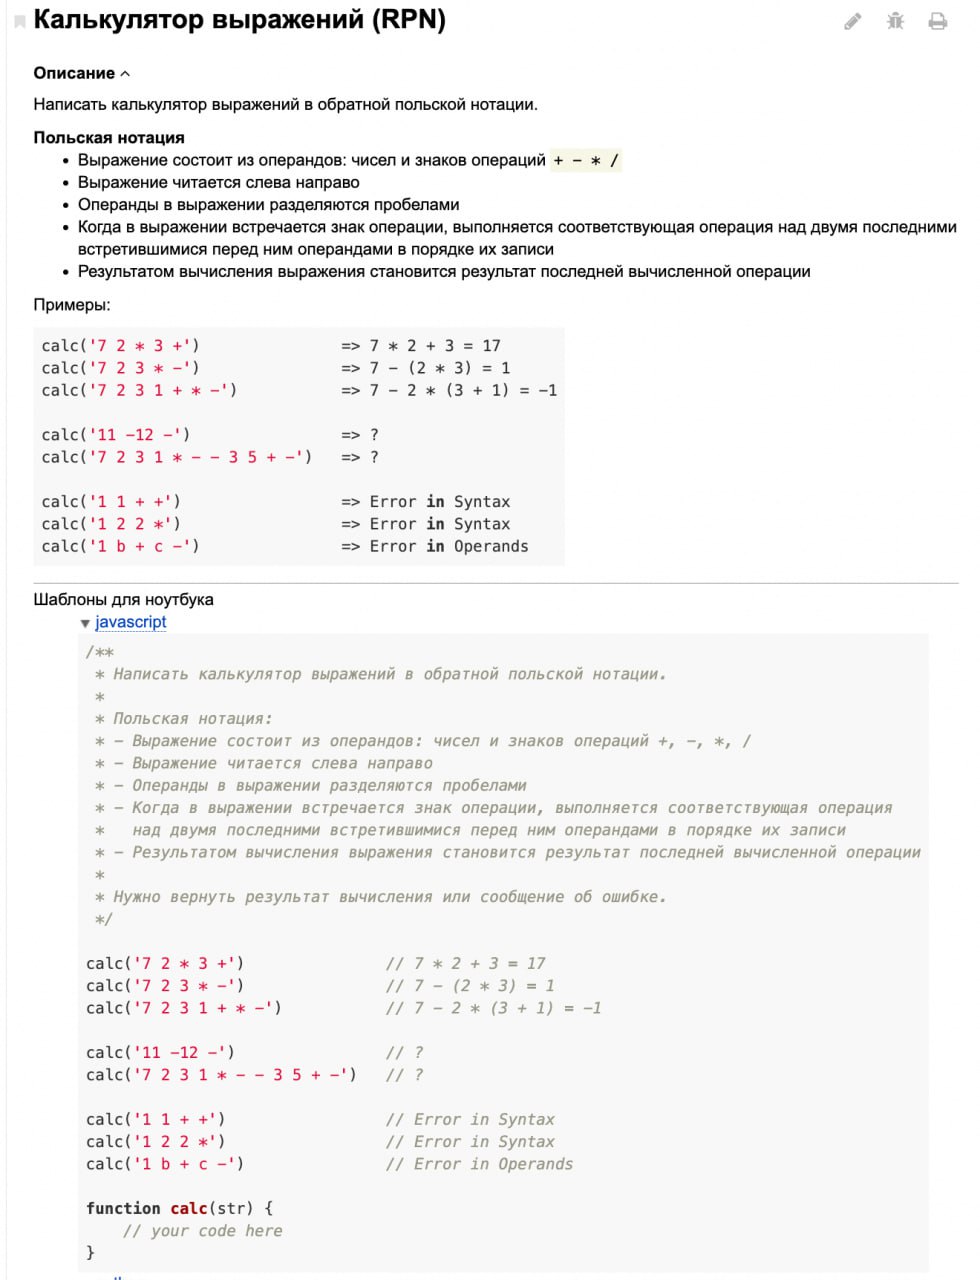 Калькулятор выражений (RPN)
Описание
Написать калькулятор выражений в обратной польской нотации.
Польская нотация
• Выражение состоит из операндов: чисел и знаков операций + - * /
• Выражение читается слева направо
• Операнды в выражении разделяются пробелами
• Когда в выражении встречается знак операции, выполняется соответствующая операция над двумя последними
встретившимися перед ним операндами в порядке их записи
• Результатом вычисления выражения становится результат последней вычисленной операции
Примеры:
calc('7 2 * 3 +') => 7 * 2 + 3 = 17
calc('7 2 3 * -') => 7 - (2 * 3) = 1
calc('7 2 3 1 + * -') => 7 - 2 * (3 + 1) = -1
calc('11 -12 -') => ?
calc('7 2 3 1 * - - 3 5 + -') => ?
calc('1 1 + +') => Error in Syntax
calc('1 2 2 *') => Error in Syntax
calc('1 b + c -') => Error in Operands
Шаблоны для ноутбука
▼ javascript
/**
* Написать калькулятор выражений в обратной польской нотации.
*
* Польская нотация:
* - Выражение состоит из операндов: чисел и знаков операций +, -, *, /
* - Выражение читается слева направо
* - Операнды в выражении разделяются пробелами
* - Когда в выражении встречается знак операции, выполняется соответствующая операция
* над двумя последними встретившимися перед ним операндами в порядке их записи
* - Результатом вычисления выражения становится результат последней вычисленной операции
*
* Нужно вернуть результат вычисления или сообщение об ошибке.
*/
calc('7 2 * 3 +') // 7 * 2 + 3 = 17
calc('7 2 3 * -') // 7 - (2 * 3) = 1
calc('7 2 3 1 + * -') // 7 - 2 * (3 + 1) = -1
calc('11 -12 -') // ?
calc('7 2 3 1 * - - 3 5 + -') // ?
calc('1 1 + +') // Error in Syntax
calc('1 2 2 *') // Error in Syntax
calc('1 b + c -') // Error in Operands
function calc(str) {
// your code here
}